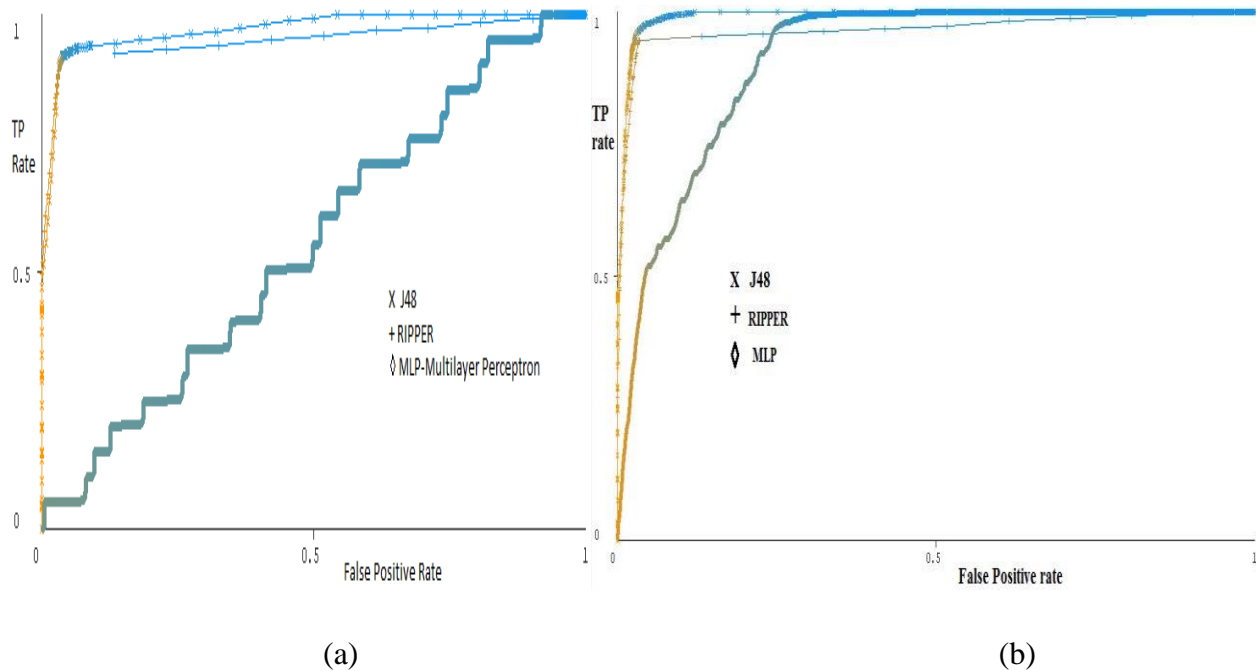 1
TP
Rate
0.5
X J48
+ RIPPER
◊ MLP-Multilayer Perceptron
0
0
0.5
1
False Positive Rate
(a)
1
TP
rate
0.5
X J48
+ RIPPER
◊ MLP
0
0
0.5
1
False Positive rate
(b)